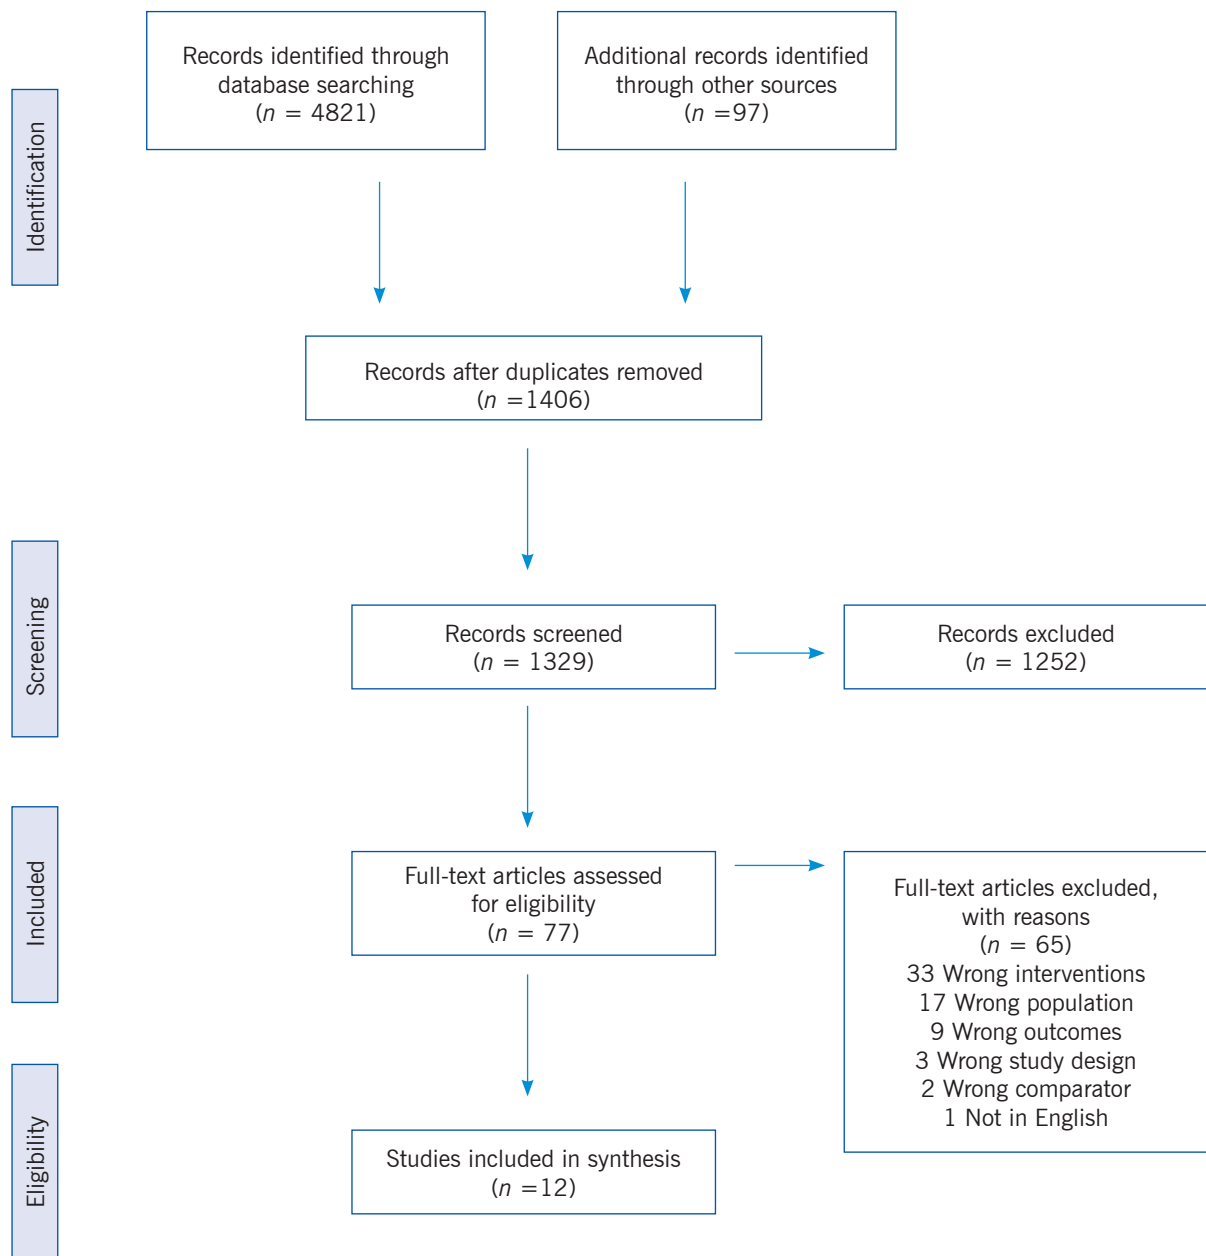 Identification
Records identified through
database searching
(n = 4821)
Additional records identified
through other sources
(n =97)
Records after duplicates removed
(n =1406)
Screening
Records screened
(n = 1329)
Records excluded
(n = 1252)
Included
Full-text articles assessed
for eligibility
(n = 77)
Full-text articles excluded,
with reasons
(n = 65)
33 Wrong interventions
17 Wrong population
9 Wrong outcomes
3 Wrong study design
2 Wrong comparator
1 Not in English
Eligibility
Studies included in synthesis
(n =12)